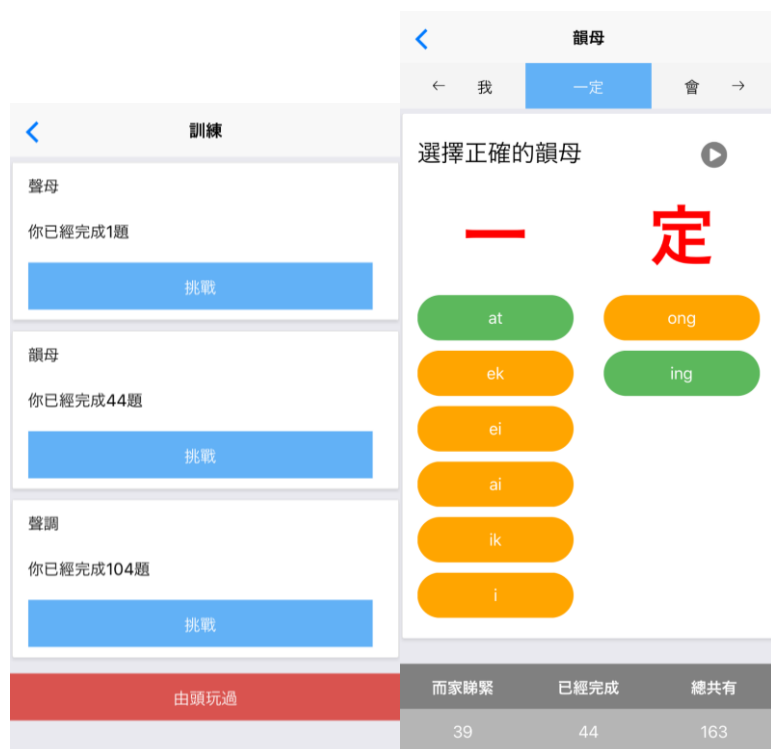 訓練
聲母
你已經完成1題
挑戰
韻母
你已經完成44題
挑戰
聲調
你已經完成104題
挑戰
由頭玩過
韻母
← 我 一定 會 →
選擇正確的韻母
一 定
at ong
ek ing
ei
ai
ik
i
而家睇緊 已經完成 總共有
39 44 163